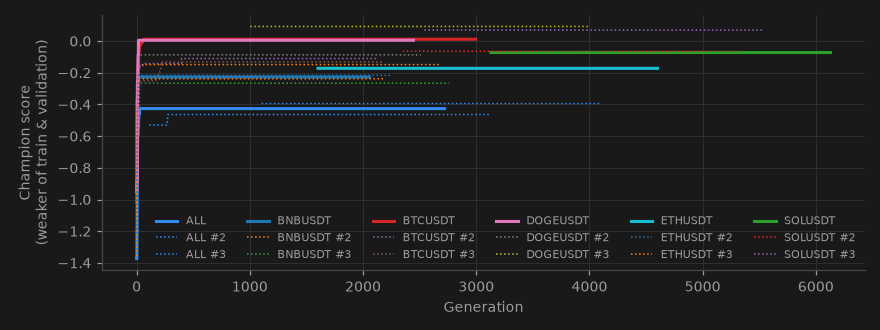 Champion score
(weaker of train & validation)
0.0
−0.2
−0.4
−0.6
−0.8
−1.0
−1.2
−1.4
ALL BNBUSDT BTCUSDT DOGEUSDT ETHUSDT SOLUSDT
ALL #2 BNBUSDT #2 BTCUSDT #2 DOGEUSDT #2 ETHUSDT #2 SOLUSDT #2
ALL #3 BNBUSDT #3 BTCUSDT #3 DOGEUSDT #3 ETHUSDT #3 SOLUSDT #3
0 1000 2000 3000 4000 5000 6000
Generation